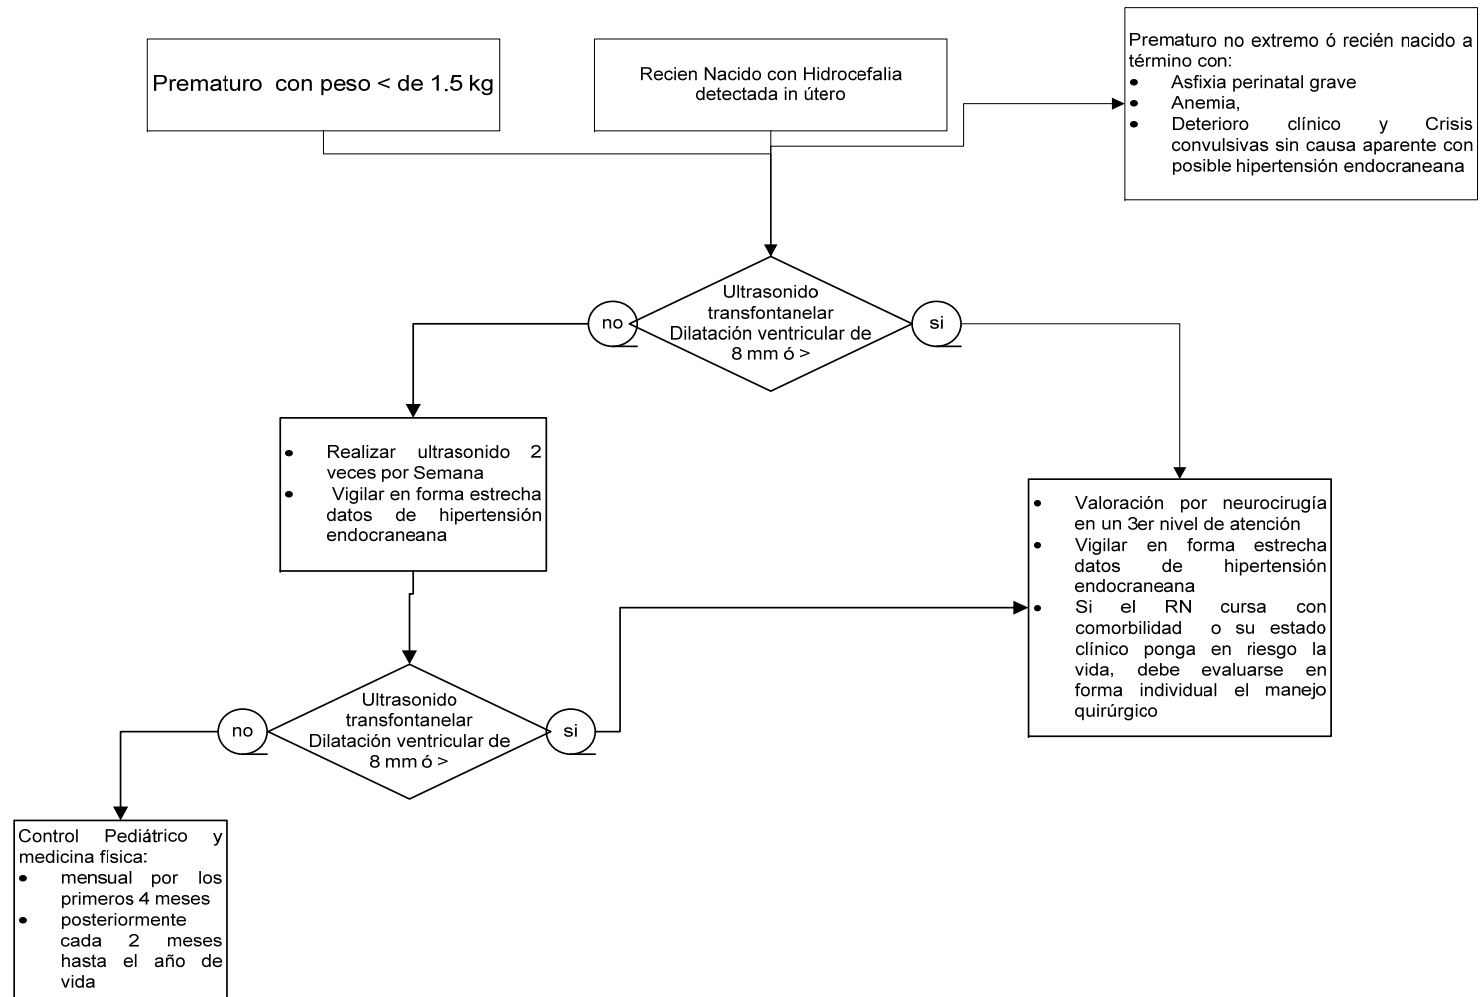 Prematuro con peso < de 1.5 kg
Recien Nacido con Hidrocefalia
detectada in útero
Prematuro no extremo ó recién nacido a
término con:
• Asfixia perinatal grave
• Anemia,
• Deterioro clínico y Crisis
convulsivas sin causa aparente con
posible hipertensión endocraneana
Ultrasonido
transfontanelar
Dilatación ventricular de
8 mm ó >
no
si
• Realizar ultrasonido 2
veces por Semana
• Vigilar en forma estrecha
datos de hipertensión
endocraneana
• Valoración por neurocirugía
en un 3er nivel de atención
• Vigilar en forma estrecha
datos de hipertensión
endocraneana
• Si el RN cursa con
comorbilidad o su estado
clínico ponga en riesgo la
vida, debe evaluarse en
forma individual el manejo
quirúrgico
Ultrasonido
transfontanelar
Dilatación ventricular de
8 mm ó >
no
si
Control Pediátrico y
medicina física:
• mensual por los
primeros 4 meses
• posteriormente
cada 2 meses
hasta el año de
vida